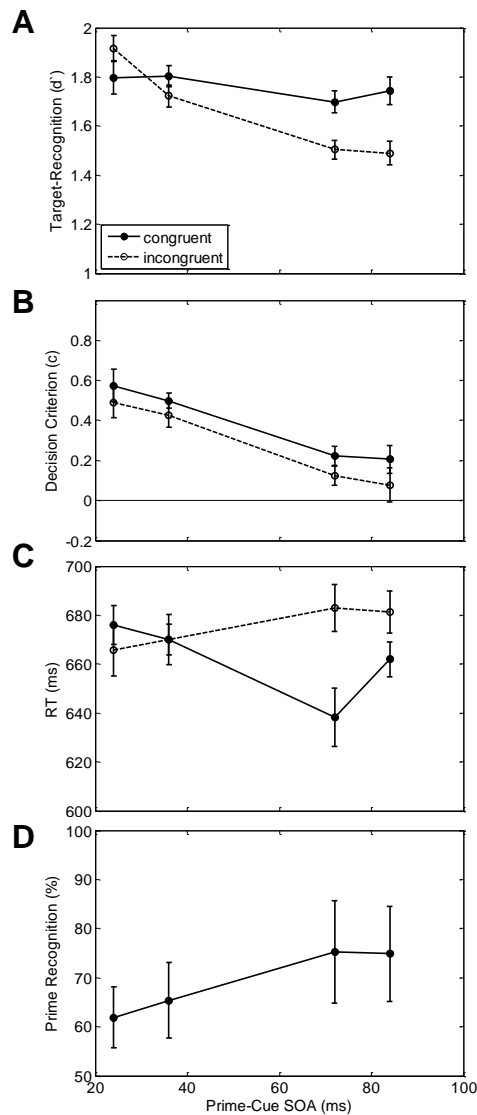 A
Target-Recognition (d`)
2
1.8
1.6
1.4
1.2
1
congruent
incongruent
B
Decision Criterion (c)
0.8
0.6
0.4
0.2
0
-0.2
C
RT (ms)
700
680
660
640
620
600
D
Prime Recognition (%)
100
90
80
70
60
50
20 40 60 80 100
Prime-Cue SOA (ms)